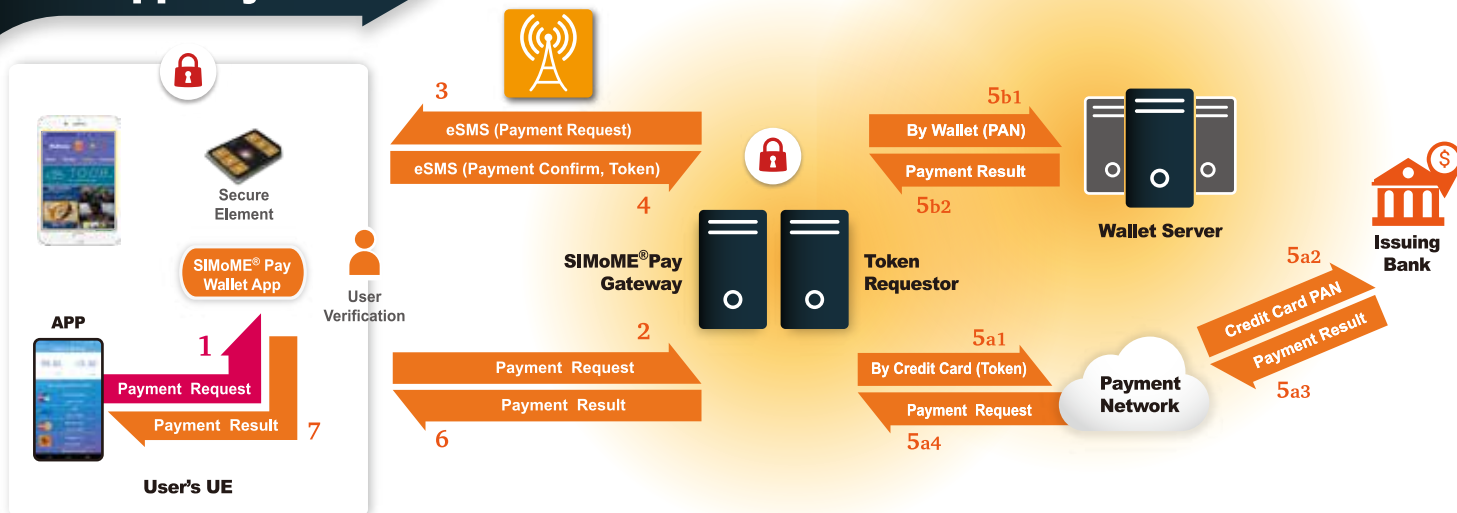 3
eSMS (Payment Request)
eSMS (Payment Confirm, Token)
4
Secure
Element
SIMoME® Pay
Wallet App
User
Verification
APP
1
Payment Request
Payment Result
7
User's UE
2
Payment Request
Payment Result
6
SIMoME®Pay
Gateway
Token
Requestor
5b1
By Wallet (PAN)
Payment Result
5b2
Wallet Server
5a1
By Credit Card (Token)
Payment Request
5a4
Payment
Network
5a2
Credit Card PAN
Payment Result
5a3
$
Issuing
Bank